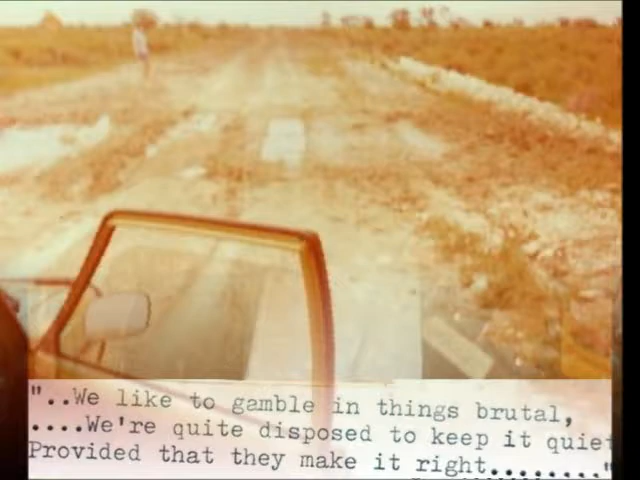 "..We like to gamble in things brutal,
....We're quite disposed to keep it quiet
Provided that they make it right........"